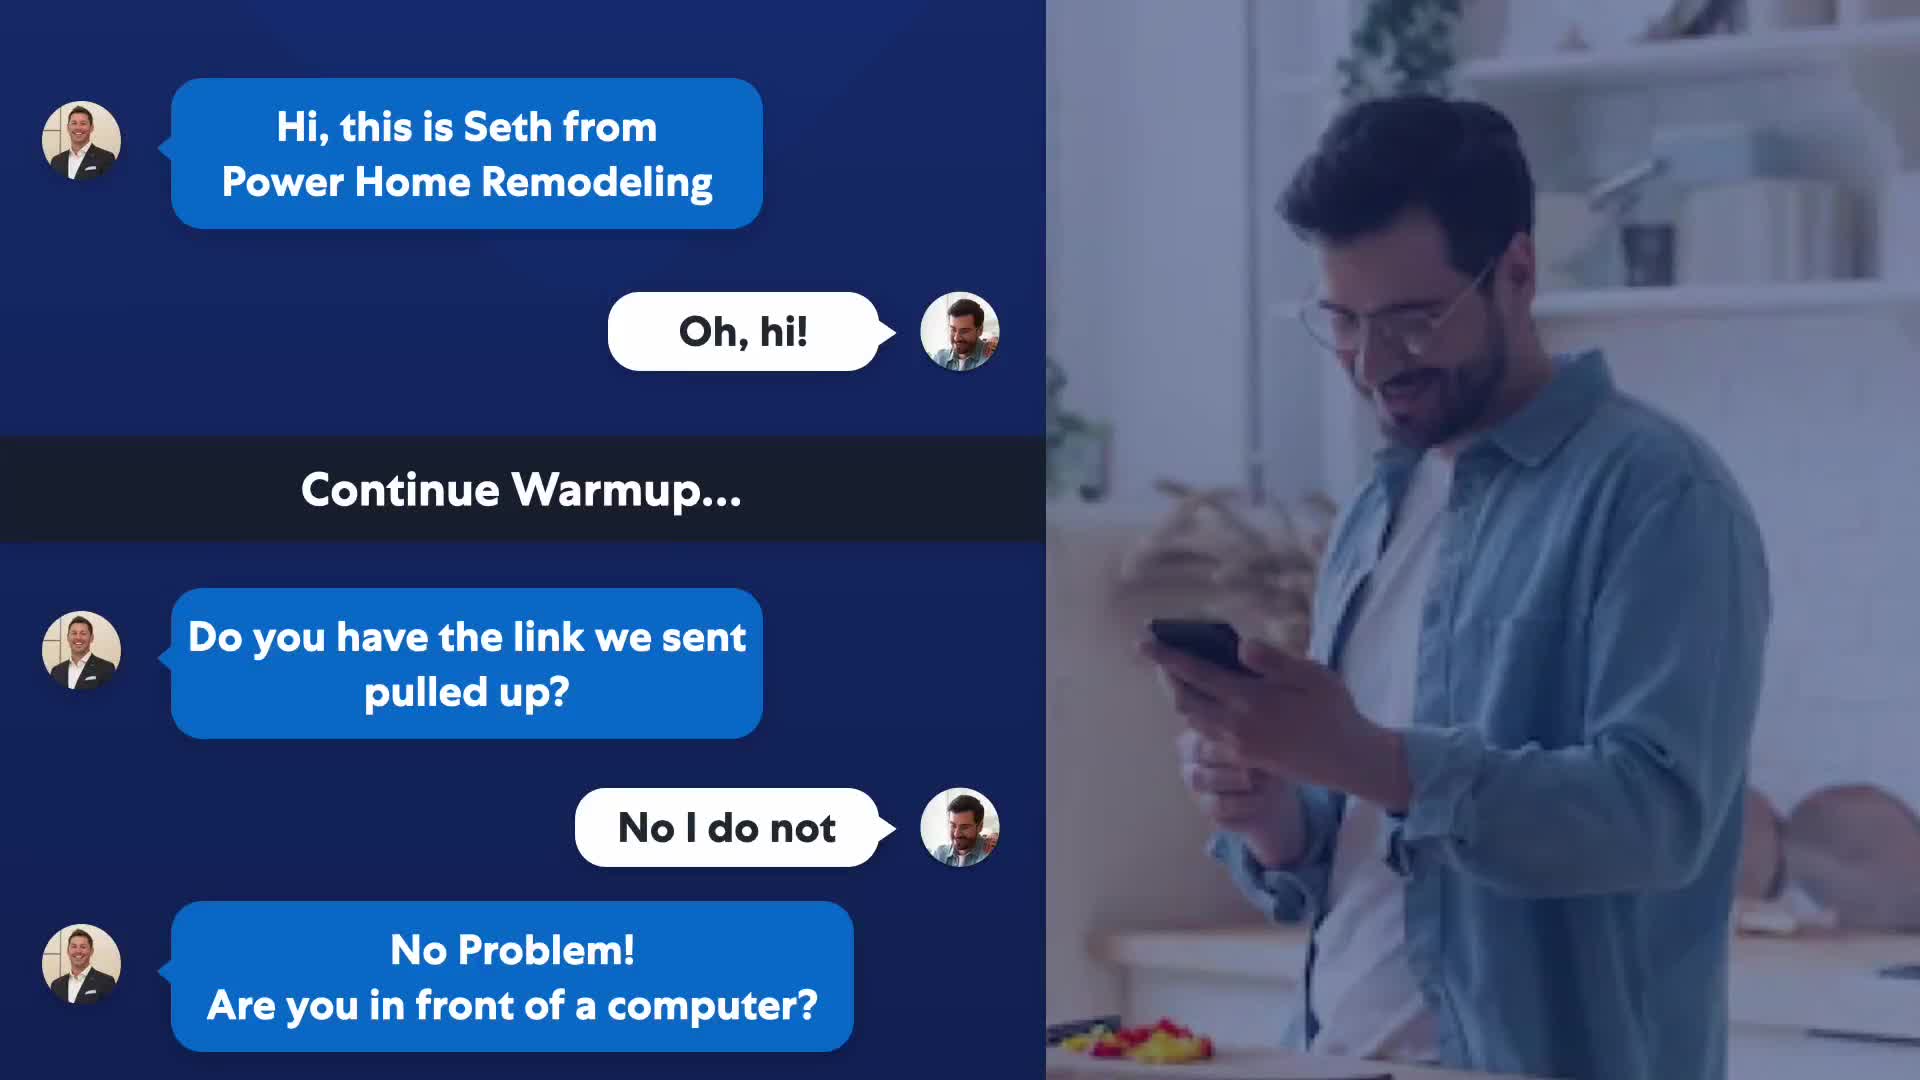 Hi, this is Seth from
Power Home Remodeling
Oh, hi!
Continue Warmup...
Do you have the link we sent
pulled up?
No I do not
No Problem!
Are you in front of a computer?